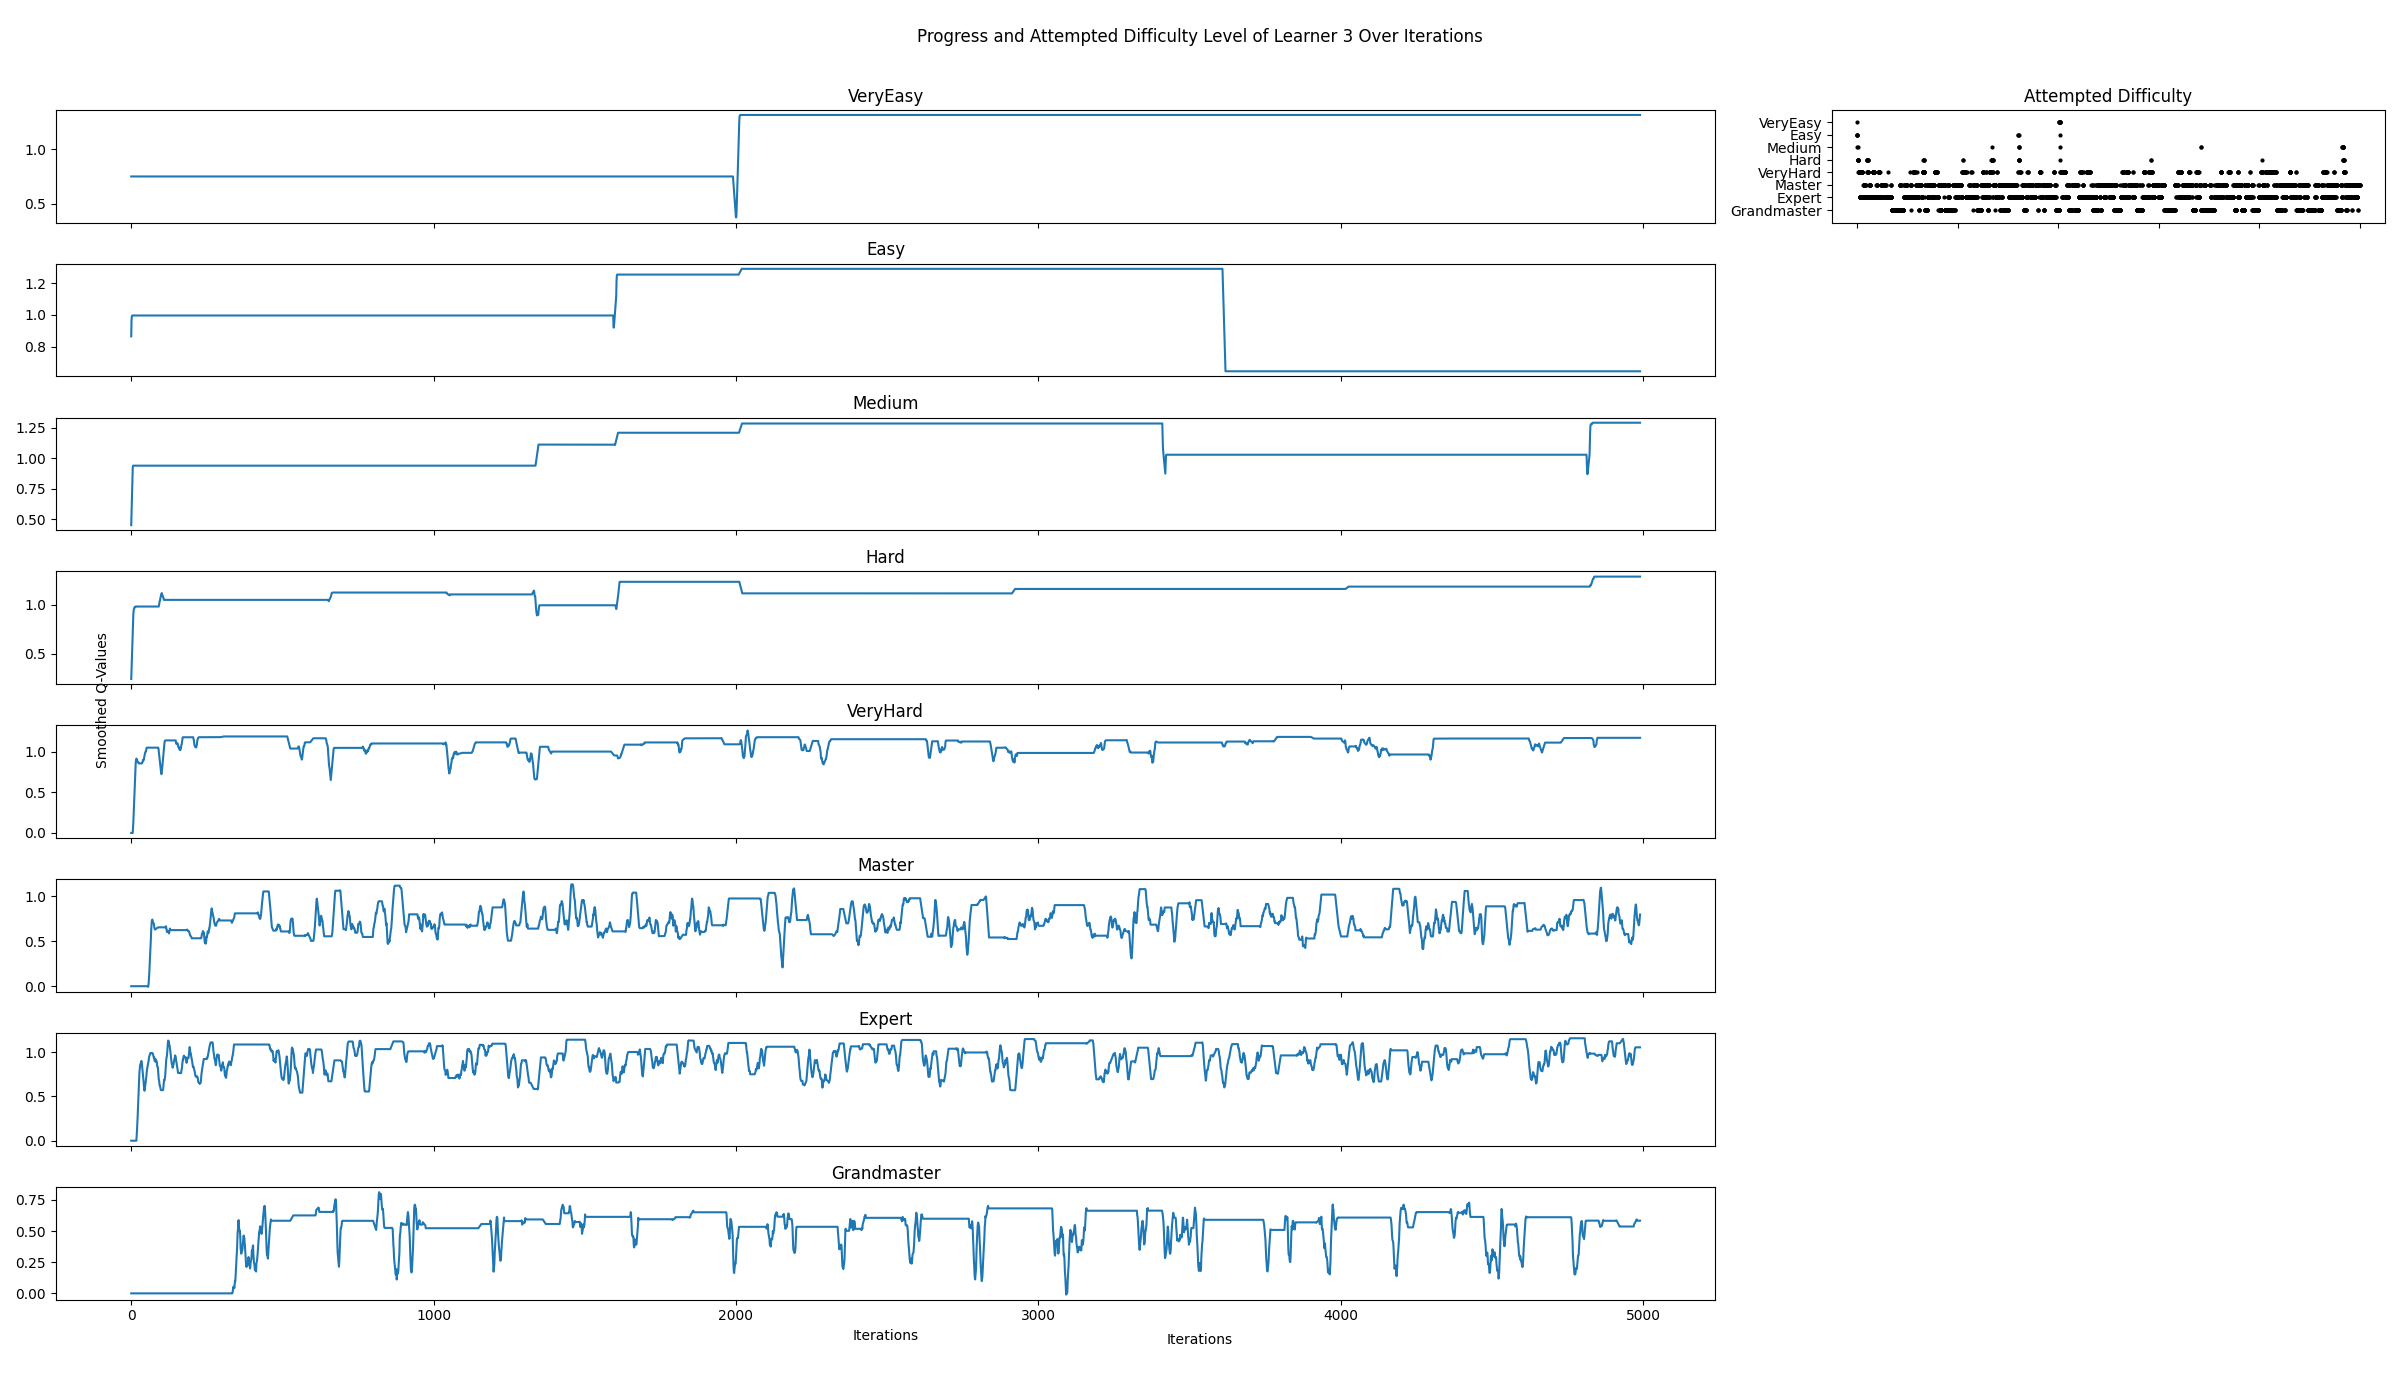 Progress and Attempted Difficulty Level of Learner 3 Over Iterations
VeryEasy
1.0
0.5
Easy
1.2
1.0
0.8
Medium
1.25
1.00
0.75
0.50
Hard
1.0
0.5
Smoothed Q-Values
VeryHard
1.0
0.5
0.0
Master
1.0
0.5
0.0
Expert
1.0
0.5
0.0
Grandmaster
0.75
0.50
0.25
0.00
0 1000 2000 3000 4000 5000
Iterations
Iterations
Attempted Difficulty
VeryEasy
Easy
Medium
Hard
VeryHard
Master
Expert
Grandmaster